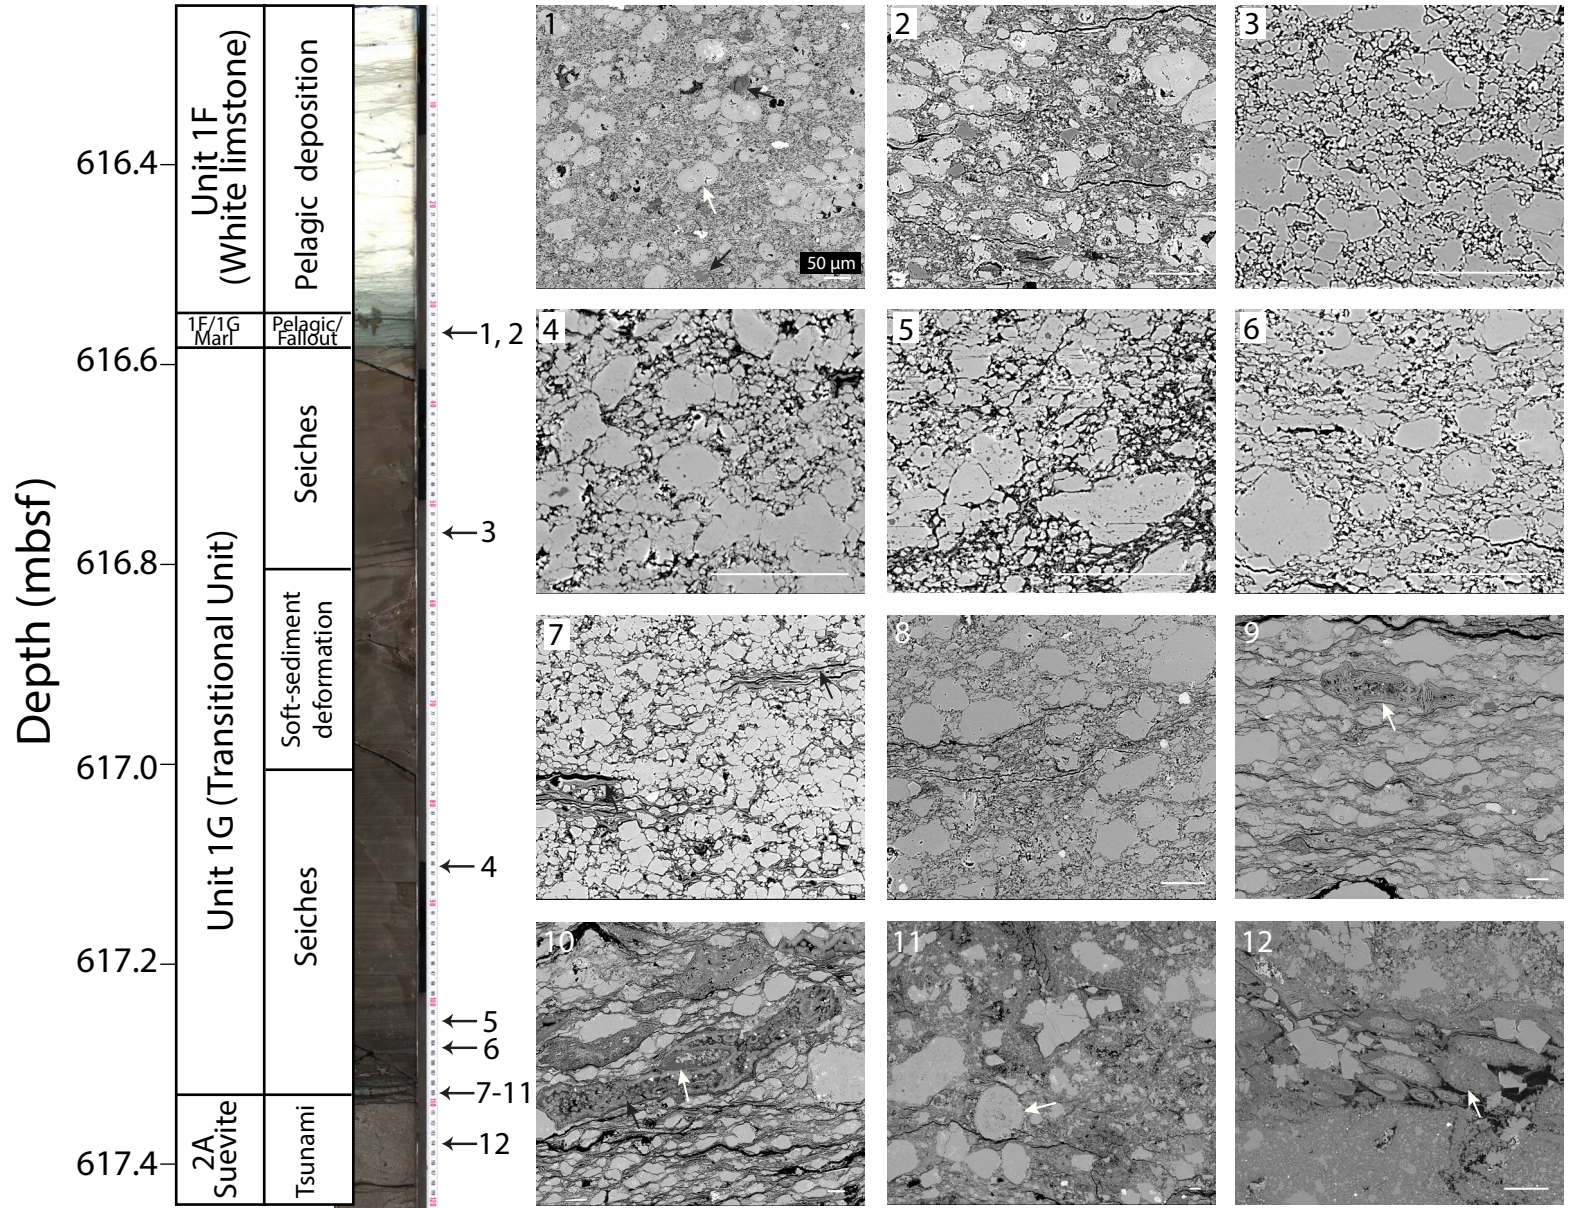 Depth (mbsf)
616.4
616.6
616.8
617.0
617.2
617.4
Unit 1F
(White limstone)
Pelagic deposition
1F/1G
Marl
Pelagic/
Fallout
Unit 1G (Transitional Unit)
Seiches
Soft-sediment
deformation
Seiches
2A
Suevite
Tsunami
1, 2
3
4
5
6
7-11
12
1
50 µm
2
3
4
5
6
7
8
9
10
11
12